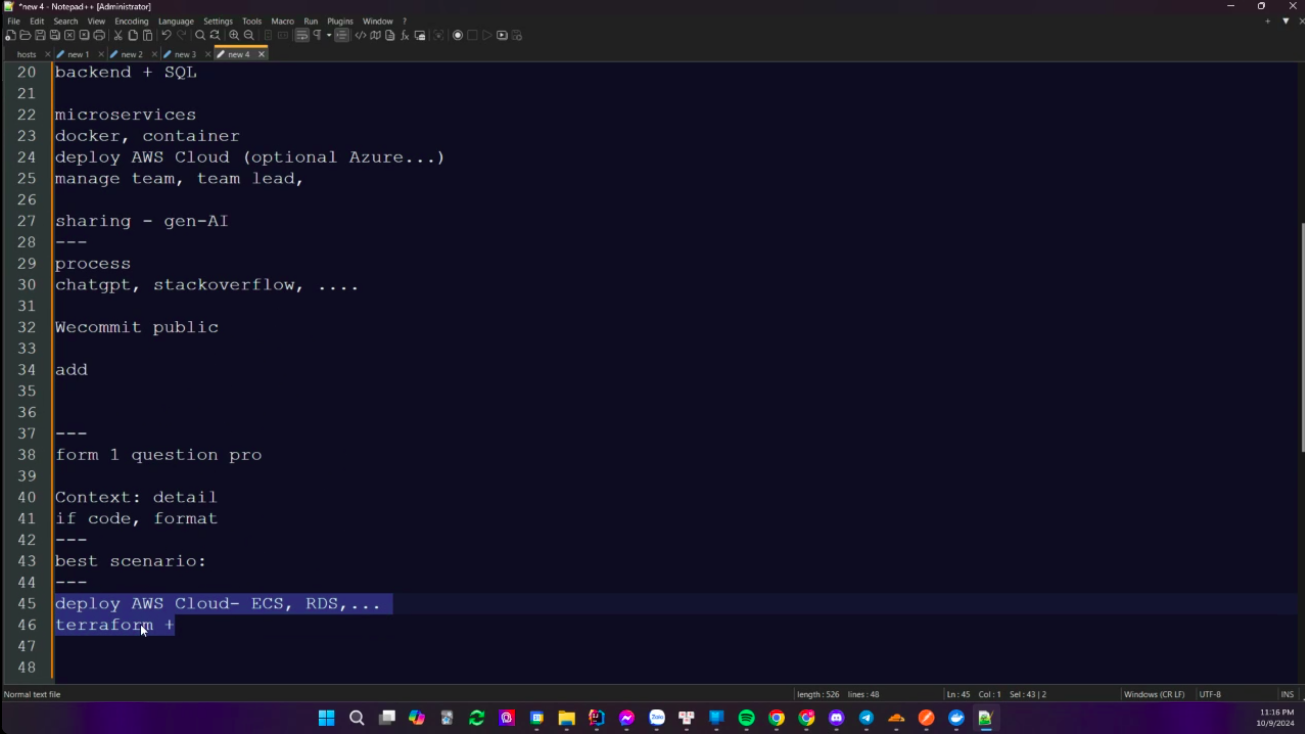 *new 4 - Notepad++ [Administrator]
File Edit Search View Encoding Language Settings Tools Macro Run Plugins Window ?
hosts new 1 new 2 new 3 new 4
20 backend + SQL
21
22 microservices
23 docker, container
24 deploy AWS Cloud (optional Azure...)
25 manage team, team lead,
26
27 sharing - gen-AI
28 ---
29 process
30 chatgpt, stackoverflow, ....
31
32 Wecommit public
33
34 add
35
36
37 ---
38 form 1 question pro
39
40 Context: detail
41 if code, format
42 ---
43 best scenario:
44 ---
45 deploy AWS Cloud- ECS, RDS,...
46 terraform +
47
48
Normal text file length : 526 lines : 48 Ln : 45 Col : 1 Sel : 43 | 2 Windows (CR LF) UTF-8 INS
Zalo
11:16 PM
10/9/2024